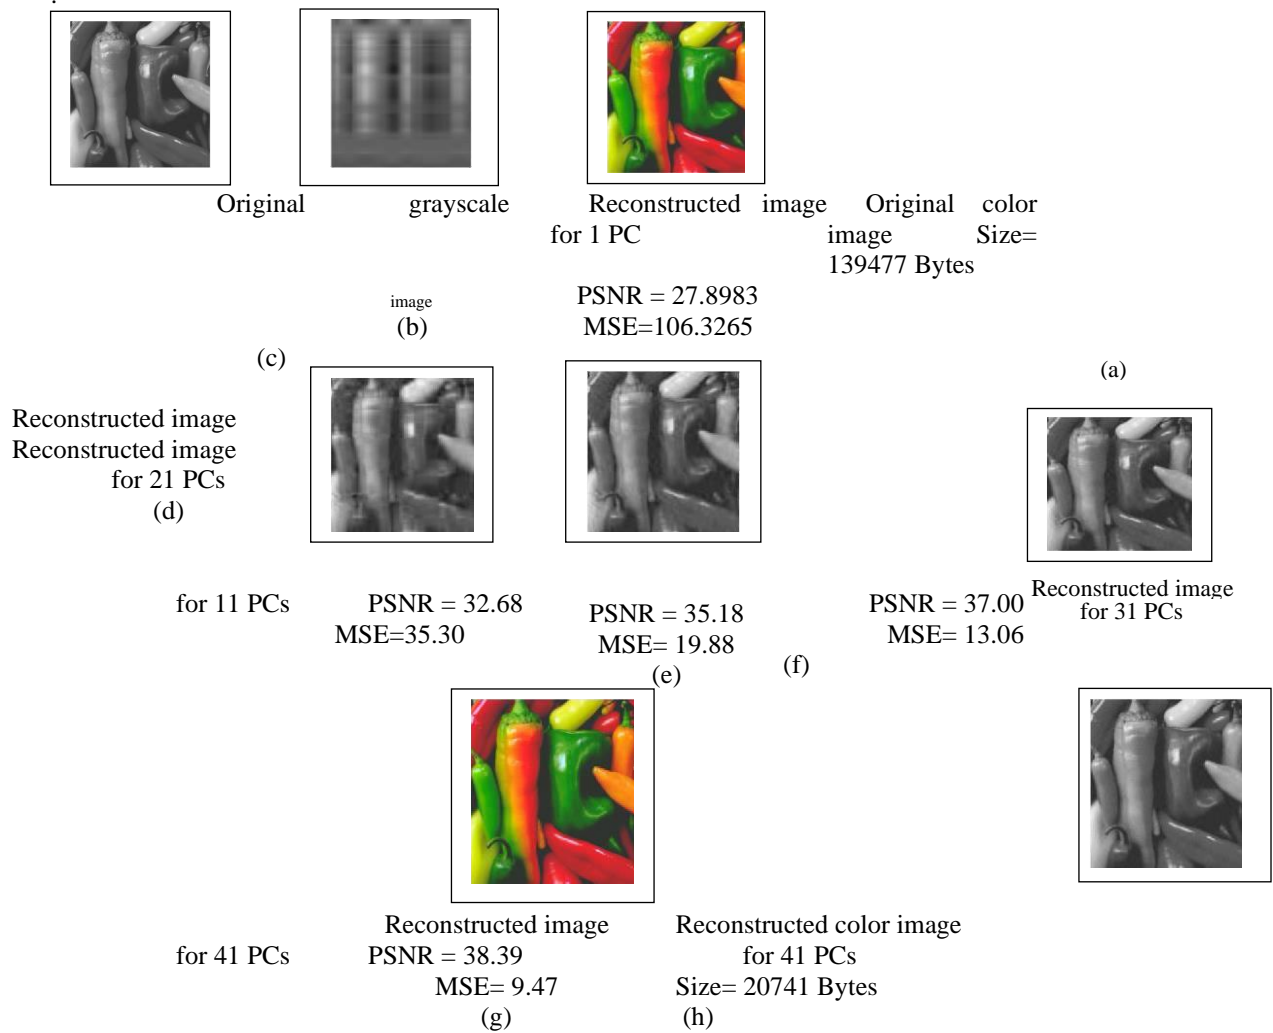 Original grayscale Reconstructed image Original color
for 1 PC image Size=
139477 Bytes
PSNR = 27.8983
image
MSE=106.3265
(b)
(c)
(a)
Reconstructed image
Reconstructed image
for 21 PCs
(d)
Reconstructed image
for 11 PCs PSNR = 32.68 PSNR = 35.18 PSNR = 37.00 for 31 PCs
MSE=35.30 MSE= 19.88 MSE= 13.06
(e) (f)
Reconstructed image Reconstructed color image
for 41 PCs PSNR = 38.39 for 41 PCs
MSE= 9.47 Size= 20741 Bytes
(g) (h)